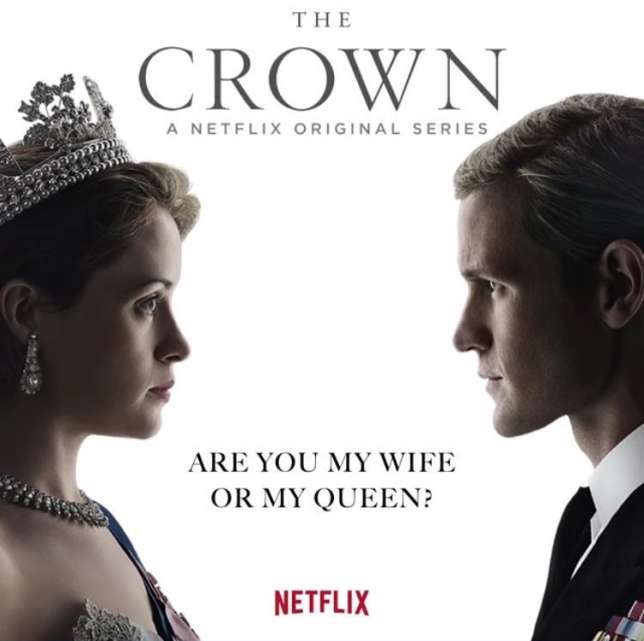 THE
CROWN
A NETFLIX ORIGINAL SERIES
ARE YOU MY WIFE
OR MY QUEEN?
NETFLIX